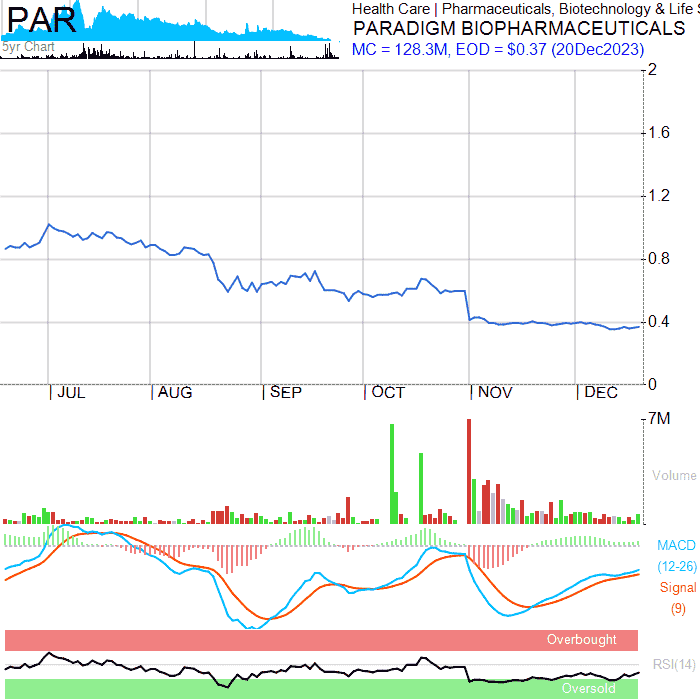 PAR
5yr Chart
Health Care | Pharmaceuticals, Biotechnology & Life S
PARADIGM BIOPHARMACEUTICALS
MC = 128.3M, EOD = $0.37 (20Dec2023)
2
1.6
1.2
0.8
0.4
0
JUL AUG SEP OCT NOV DEC
7M
Volume
MACD
(12-26)
Signal
(9)
Overbought
RSI(14)
Oversold